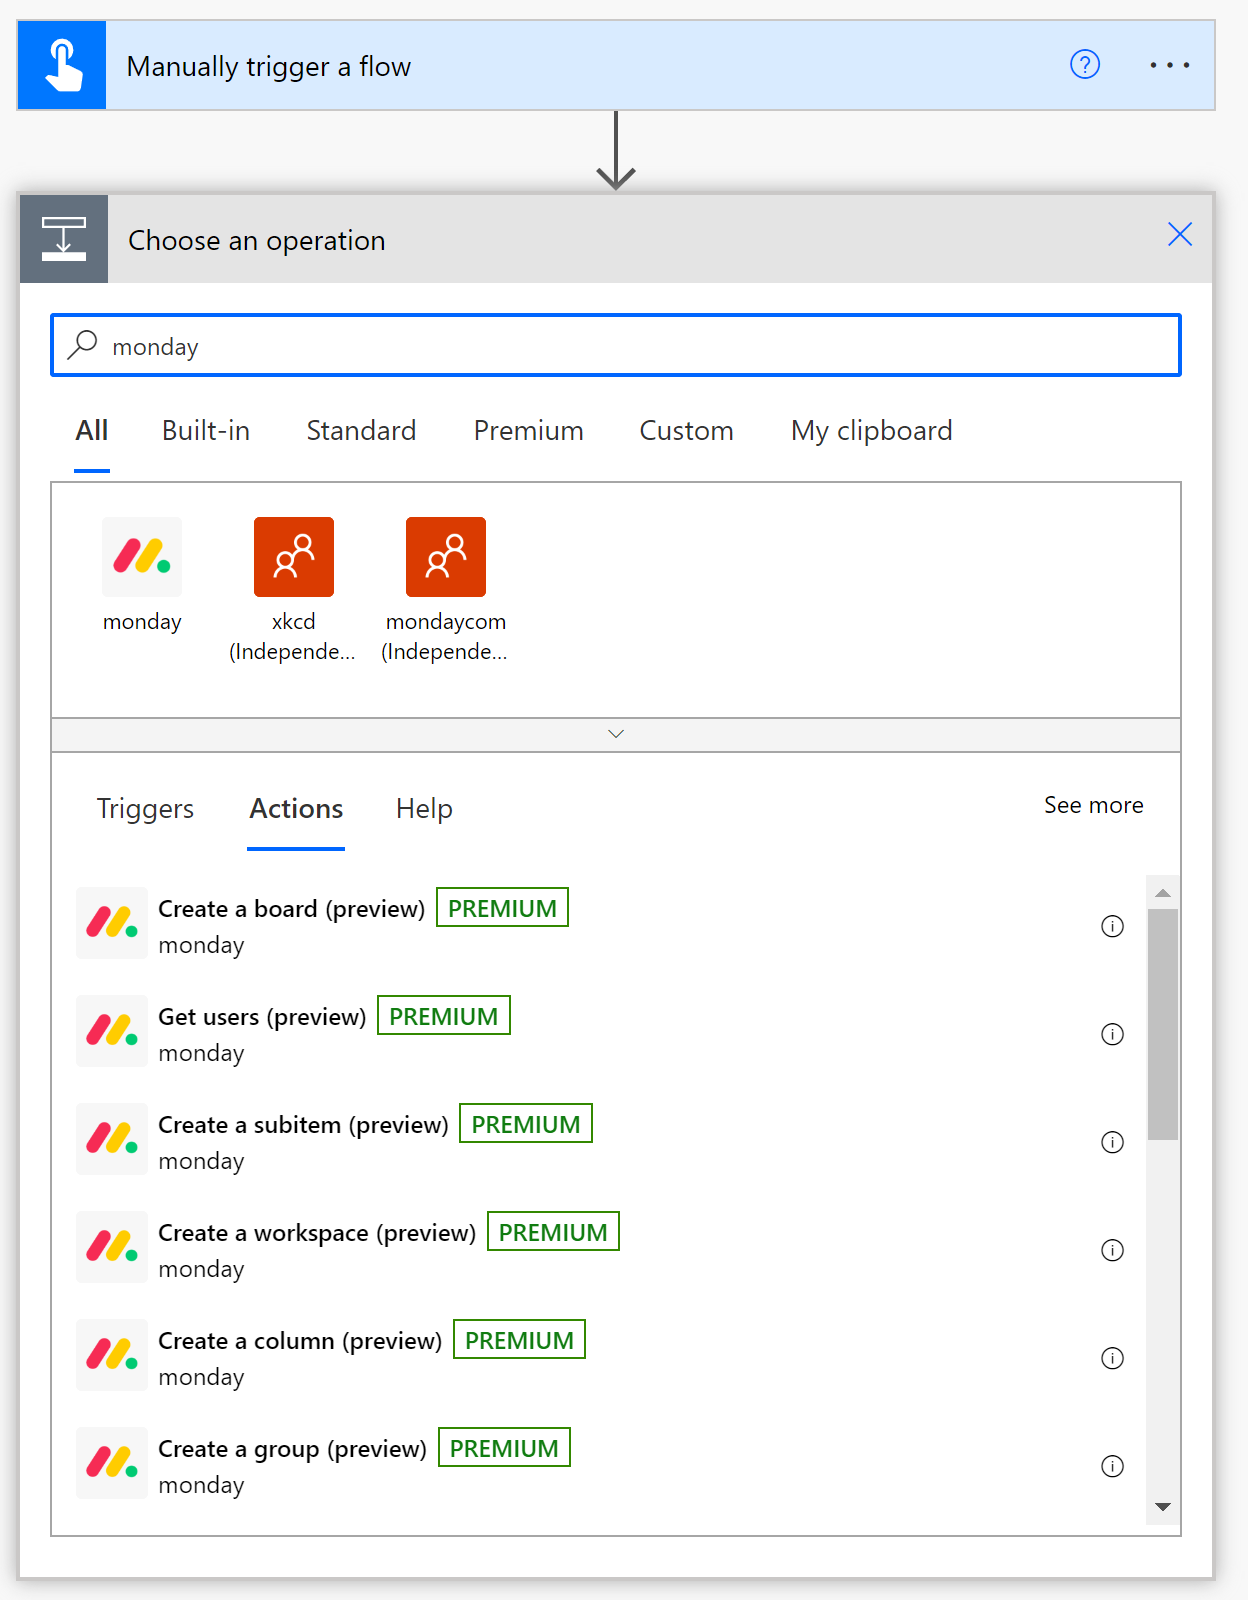 Manually trigger a flow
Choose an operation
monday
All Built-in Standard Premium Custom My clipboard
monday xkcd mondaycom
(Independe... (Independe...
Triggers Actions Help See more
Create a board (preview) PREMIUM
monday
Get users (preview) PREMIUM
monday
Create a subitem (preview) PREMIUM
monday
Create a workspace (preview) PREMIUM
monday
Create a column (preview) PREMIUM
monday
Create a group (preview) PREMIUM
monday